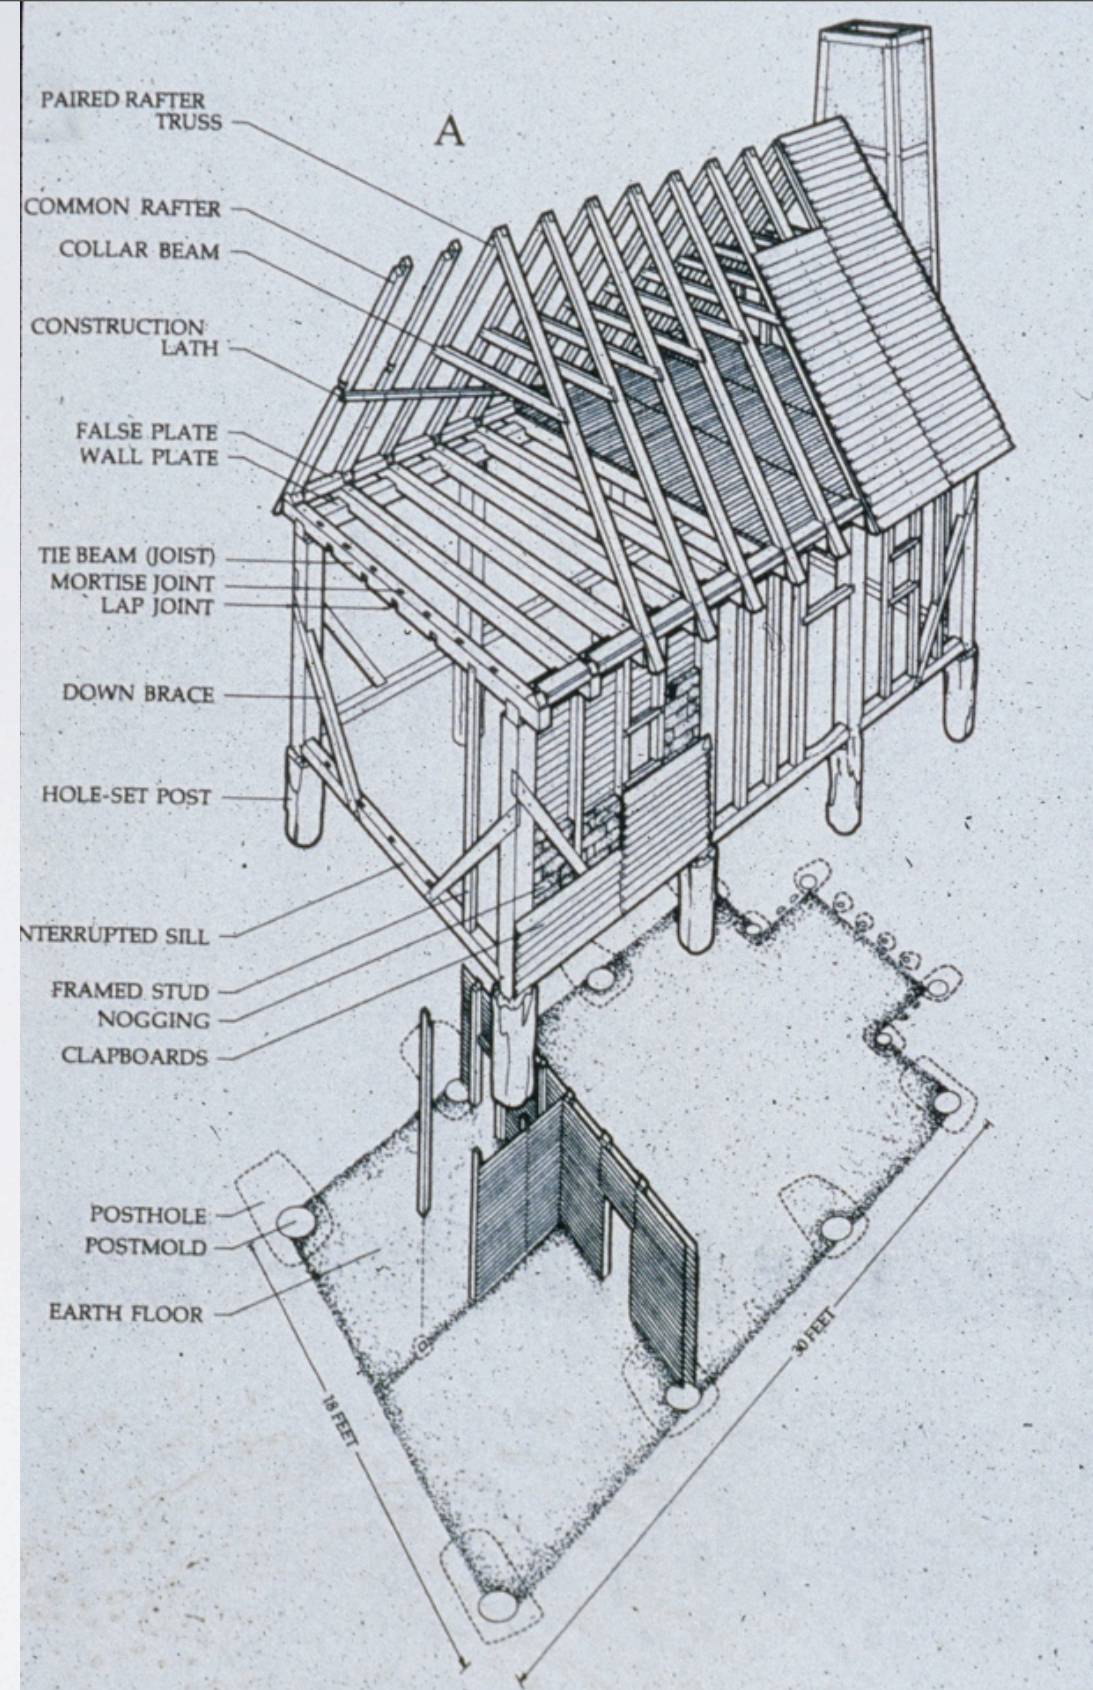 A
PAIRED RAFTER
TRUSS
COMMON RAFTER
COLLAR BEAM
CONSTRUCTION
LATH
FALSE PLATE
WALL PLATE
TIE BEAM (JOIST)
MORTISE JOINT
LAP JOINT
DOWN BRACE
HOLE-SET POST
NTERRUPTED SILL
FRAMED STUD
NOGGING
CLAPBOARDS
POSTHOLE
POSTMOLD
EARTH FLOOR
18 FEET
30 FEET